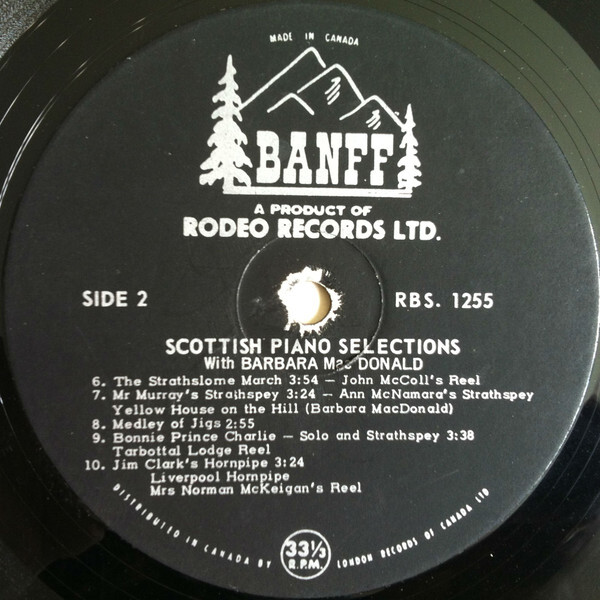 MADE IN CANADA
BANFF
A PRODUCT OF
RODEO RECORDS LTD.
SIDE 2
RBS. 1255
SCOTTISH PIANO SELECTIONS
With BARBARA Mac DONALD
6. The Strathslome March 3:54 — John McColl's Reel
7. Mr Murray's Strathspey 3:24 — Ann McNamara's Strathspey
Yellow House on the Hill (Barbara MacDonald)
8. Medley of Jigs 2:55
9. Bonnie Prince Charlie — Solo and Strathspey 3:38
Tarbottal Lodge Reel
10. Jim Clark's Hornpipe 3:24
Liverpool Hornpipe
Mrs Norman McKeigan's Reel
DISTRIBUTED IN CANADA BY LONDON RECORDS OF CANADA LTD
33⅓
R.P.M.